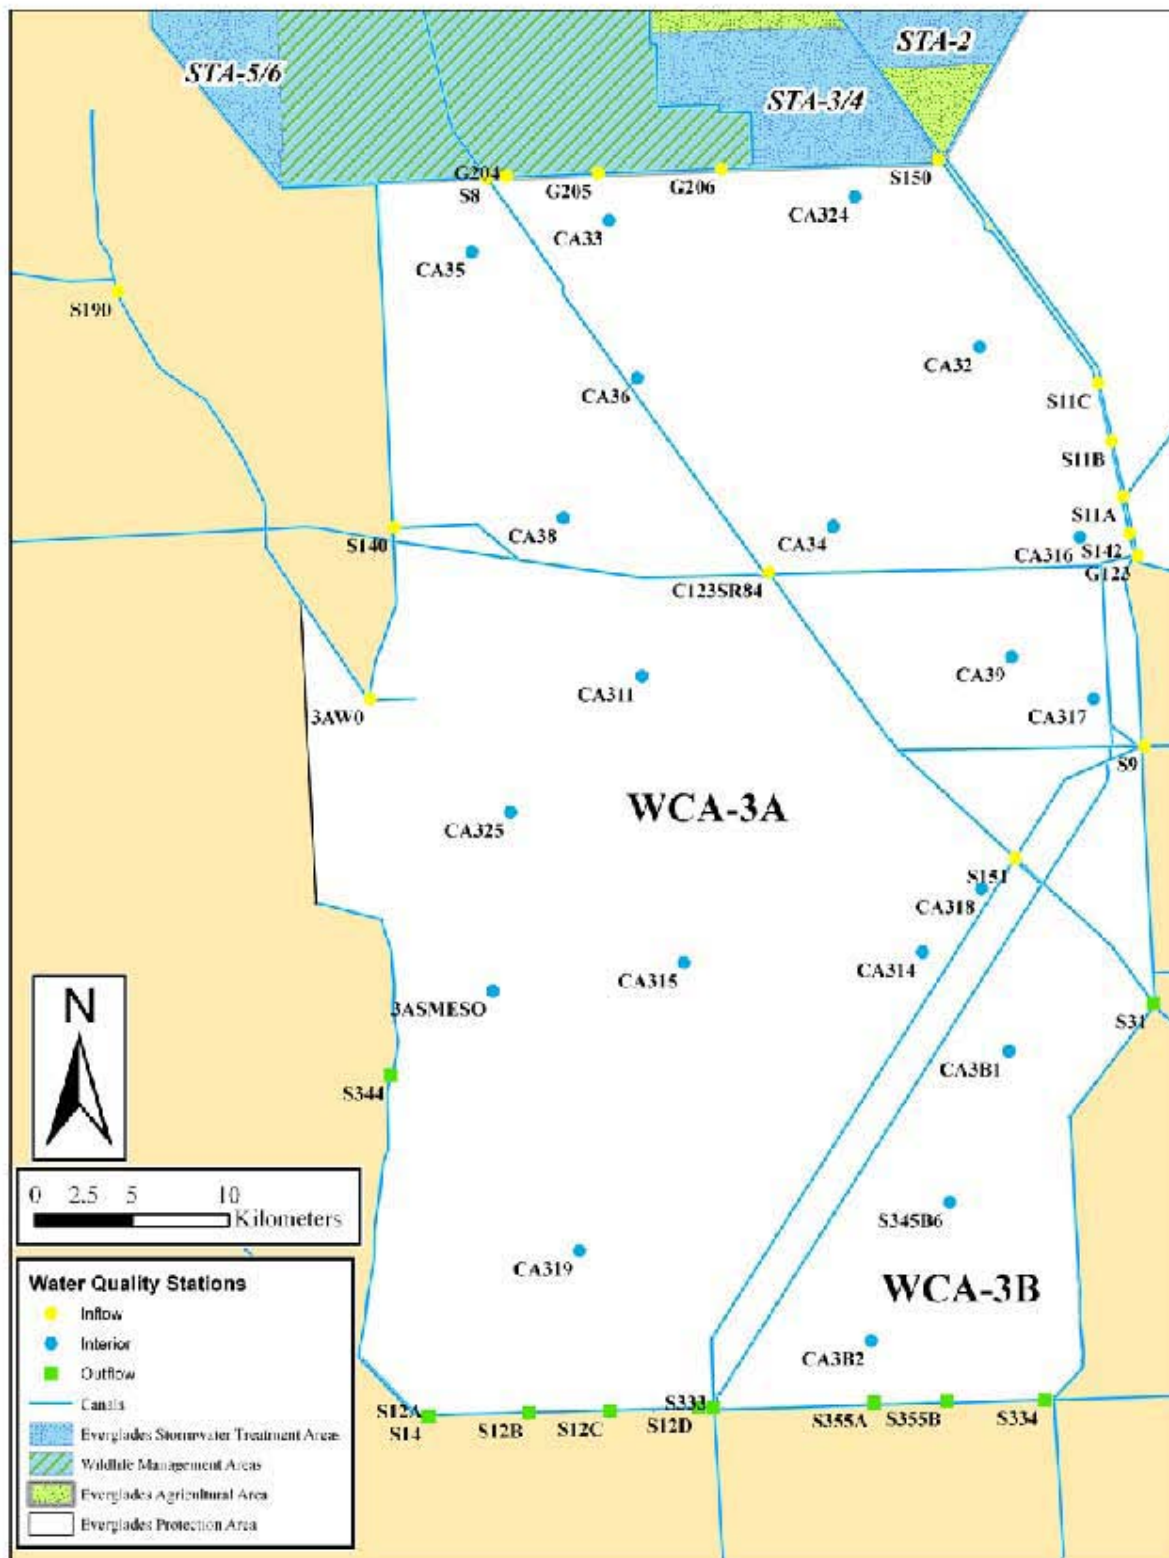 STA-2
STA-5/6
STA-3/4
G204
S8
G205
G206
S150
CA324
CA33
CA35
S190
CA32
CA36
S11C
S11B
S11A
CA38
S140
CA34
CA316
S142
G123
C123SR84
CA39
CA311
CA317
3AW0
S9
WCA-3A
CA325
S151
CA318
CA315
CA314
3ASMESO
S31
CA3B1
S344
N
0 2.5 5 10
Kilometers
S345B6
CA319
WCA-3B
CA3B2
S12A
S14
S12B
S12C
S12D
S333
S355A
S355B
S334
Water Quality Stations
Inflow
Interior
Outflow
Canals
Everglades Stormwater Treatment Areas
Wildlife Management Areas
Everglades Agricultural Area
Everglades Protection Area